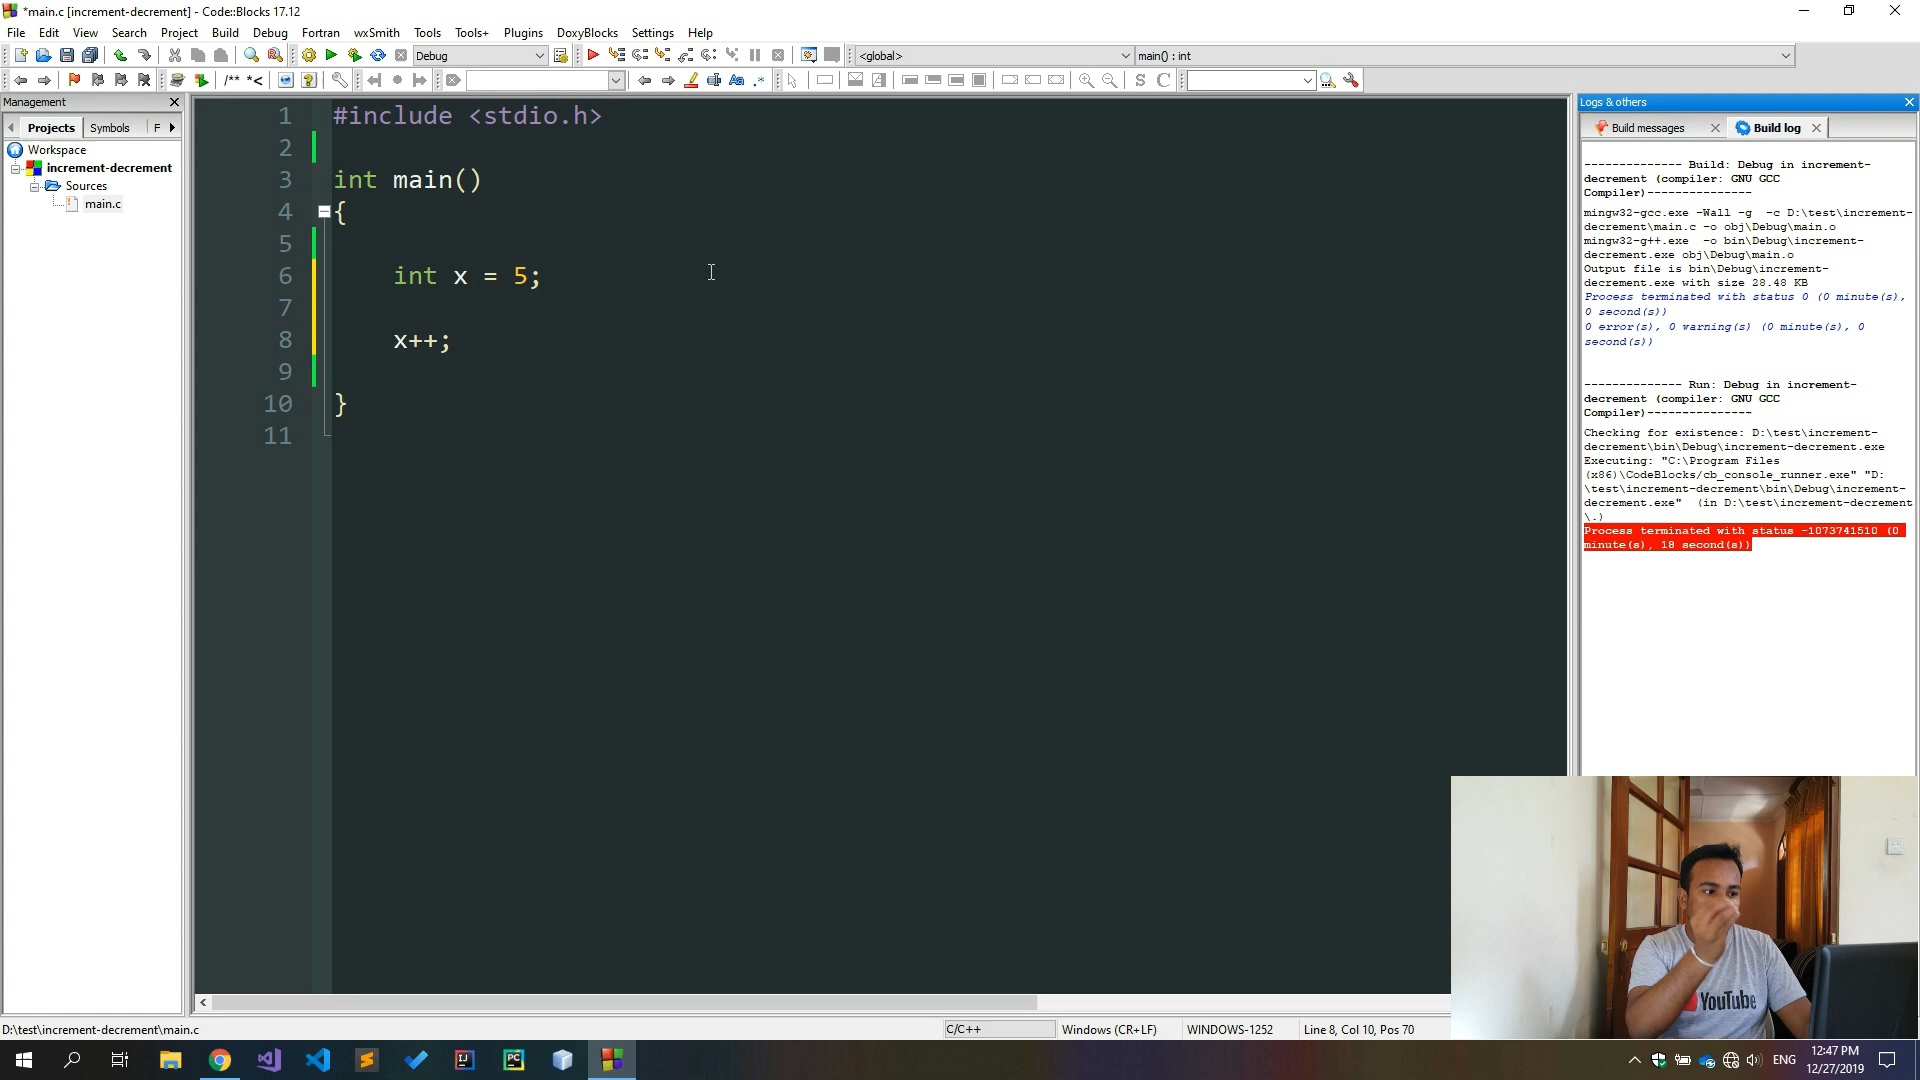 *main.c [increment-decrement] - Code::Blocks 17.12
File Edit View Search Project Build Debug Fortran wxSmith Tools Tools+ Plugins DoxyBlocks Settings Help
Debug
<global>
main() : int
/** *<
Aa .*
S C
Management
Projects Symbols F
Workspace
increment-decrement
Sources
main.c
1 #include <stdio.h>
2
3 int main()
4 {
5
6 int x = 5;
7
8 x++;
9
10 }
11
Logs & others
Build messages
Build log
-------------- Build: Debug in increment-
decrement (compiler: GNU GCC
Compiler)---------------
mingw32-gcc.exe -Wall -g  -c D:\test\increment-
decrement\main.c -o obj\Debug\main.o
mingw32-g++.exe  -o bin\Debug\increment-
decrement.exe obj\Debug\main.o
Output file is bin\Debug\increment-
decrement.exe with size 28.48 KB
Process terminated with status 0 (0 minute(s),
0 second(s))
0 error(s), 0 warning(s) (0 minute(s), 0
second(s))
-------------- Run: Debug in increment-
decrement (compiler: GNU GCC
Compiler)---------------
Checking for existence: D:\test\increment-
decrement\bin\Debug\increment-decrement.exe
Executing: "C:\Program Files
(x86)\CodeBlocks/cb_console_runner.exe" "D:
\test\increment-decrement\bin\Debug\increment-
decrement.exe"  (in D:\test\increment-decrement
\.)
Process terminated with status -1073741510 (0
minute(s), 18 second(s))
YouTube
D:\test\increment-decrement\main.c
C/C++
Windows (CR+LF)
WINDOWS-1252
Line 8, Col 10, Pos 70
IJ
PC
ENG
12:47 PM
12/27/2019